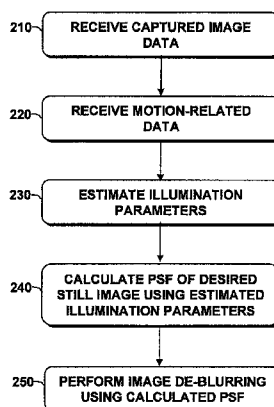 210
RECEIVE CAPTURED IMAGE
DATA
220
RECEIVE MOTION-RELATED
DATA
230
ESTIMATE ILLUMINATION
PARAMETERS
240
CALCULATE PSF OF DESIRED
STILL IMAGE USING ESTIMATED
ILLUMINATION PARAMETERS
250
PERFORM IMAGE DE-BLURRING
USING CALCULATED PSF